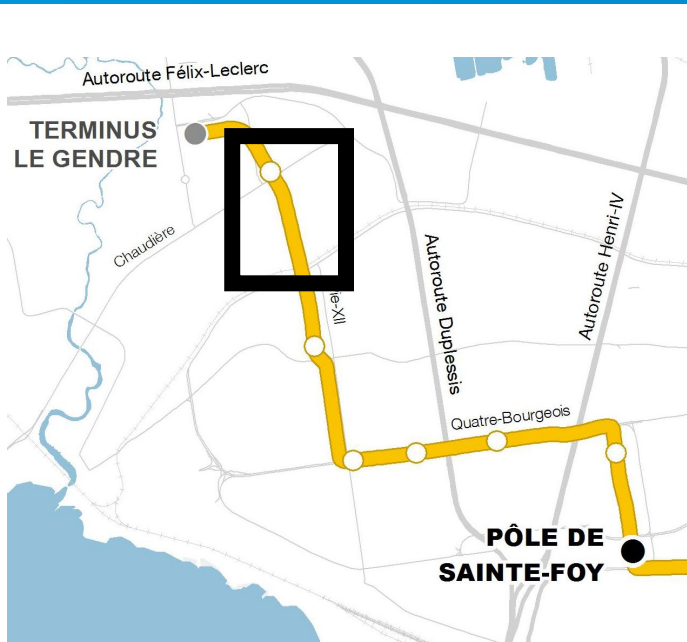 Autoroute Félix-Leclerc
TERMINUS
LE GENDRE
Chaudière
Autoroute Duplessis
Autoroute Henri-IV
Quatre-Bourgeois
PÔLE DE
SAINTE-FOY